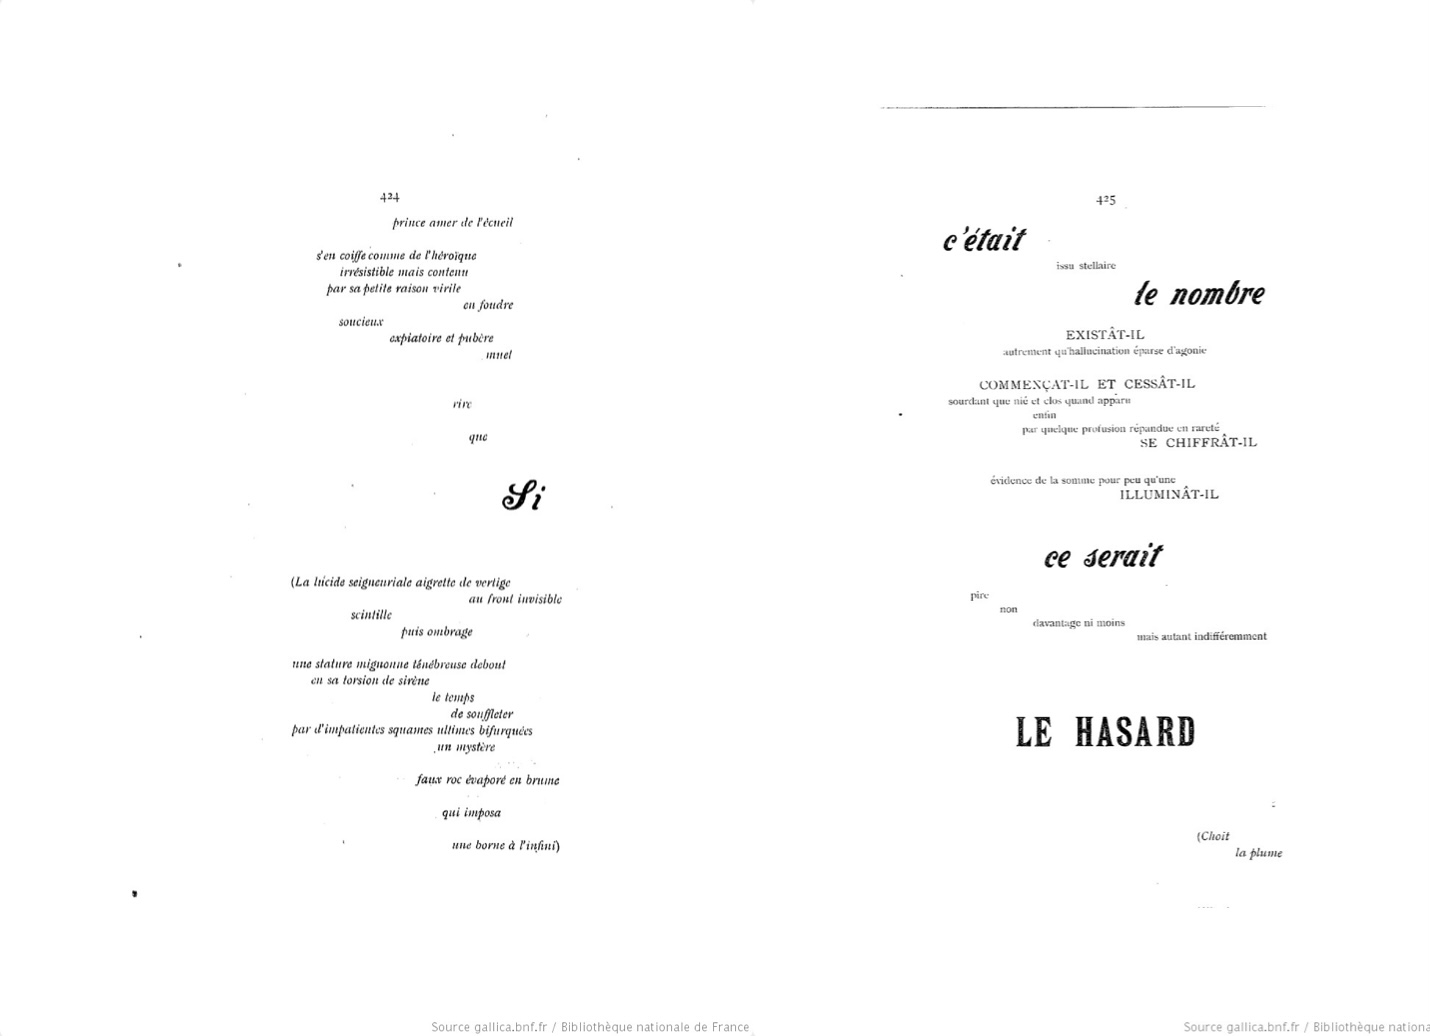 424
prince amer de l'écueil
s'en coiffe comme de l'héroïque
irrésistible mais contenu
par sa petite raison virile
en foudre
soucieux
expiatoire et pubère
muet
rire
que
Si
(La lucide seigneuriale aigrette de vertige
au front invisible
scintille
puis ombrage
une stature mignonne ténébreuse debout
en sa torsion de sirène
le temps
de souffleter
par d'impatientes squames ultimes bifurquées
un mystère
faux roc évaporé en brume
qui imposa
une borne à l'infini)
Source gallica.bnf.fr / Bibliothèque nationale de France
425
c'était
issu stellaire
le nombre
EXISTÂT-IL
autrement qu'hallucination éparse d'agonie
COMMENÇAT-IL ET CESSÂT-IL
sourdant que nié et clos quand apparu
enfin
par quelque profusion répandue en rareté
SE CHIFFRÂT-IL
évidence de la somme pour peu qu'une
ILLUMINÂT-IL
ce serait
pire
non
davantage ni moins
mais autant indifféremment
LE HASARD
(Choit
la plume
Source gallica.bnf.fr / Bibliothèque nationa